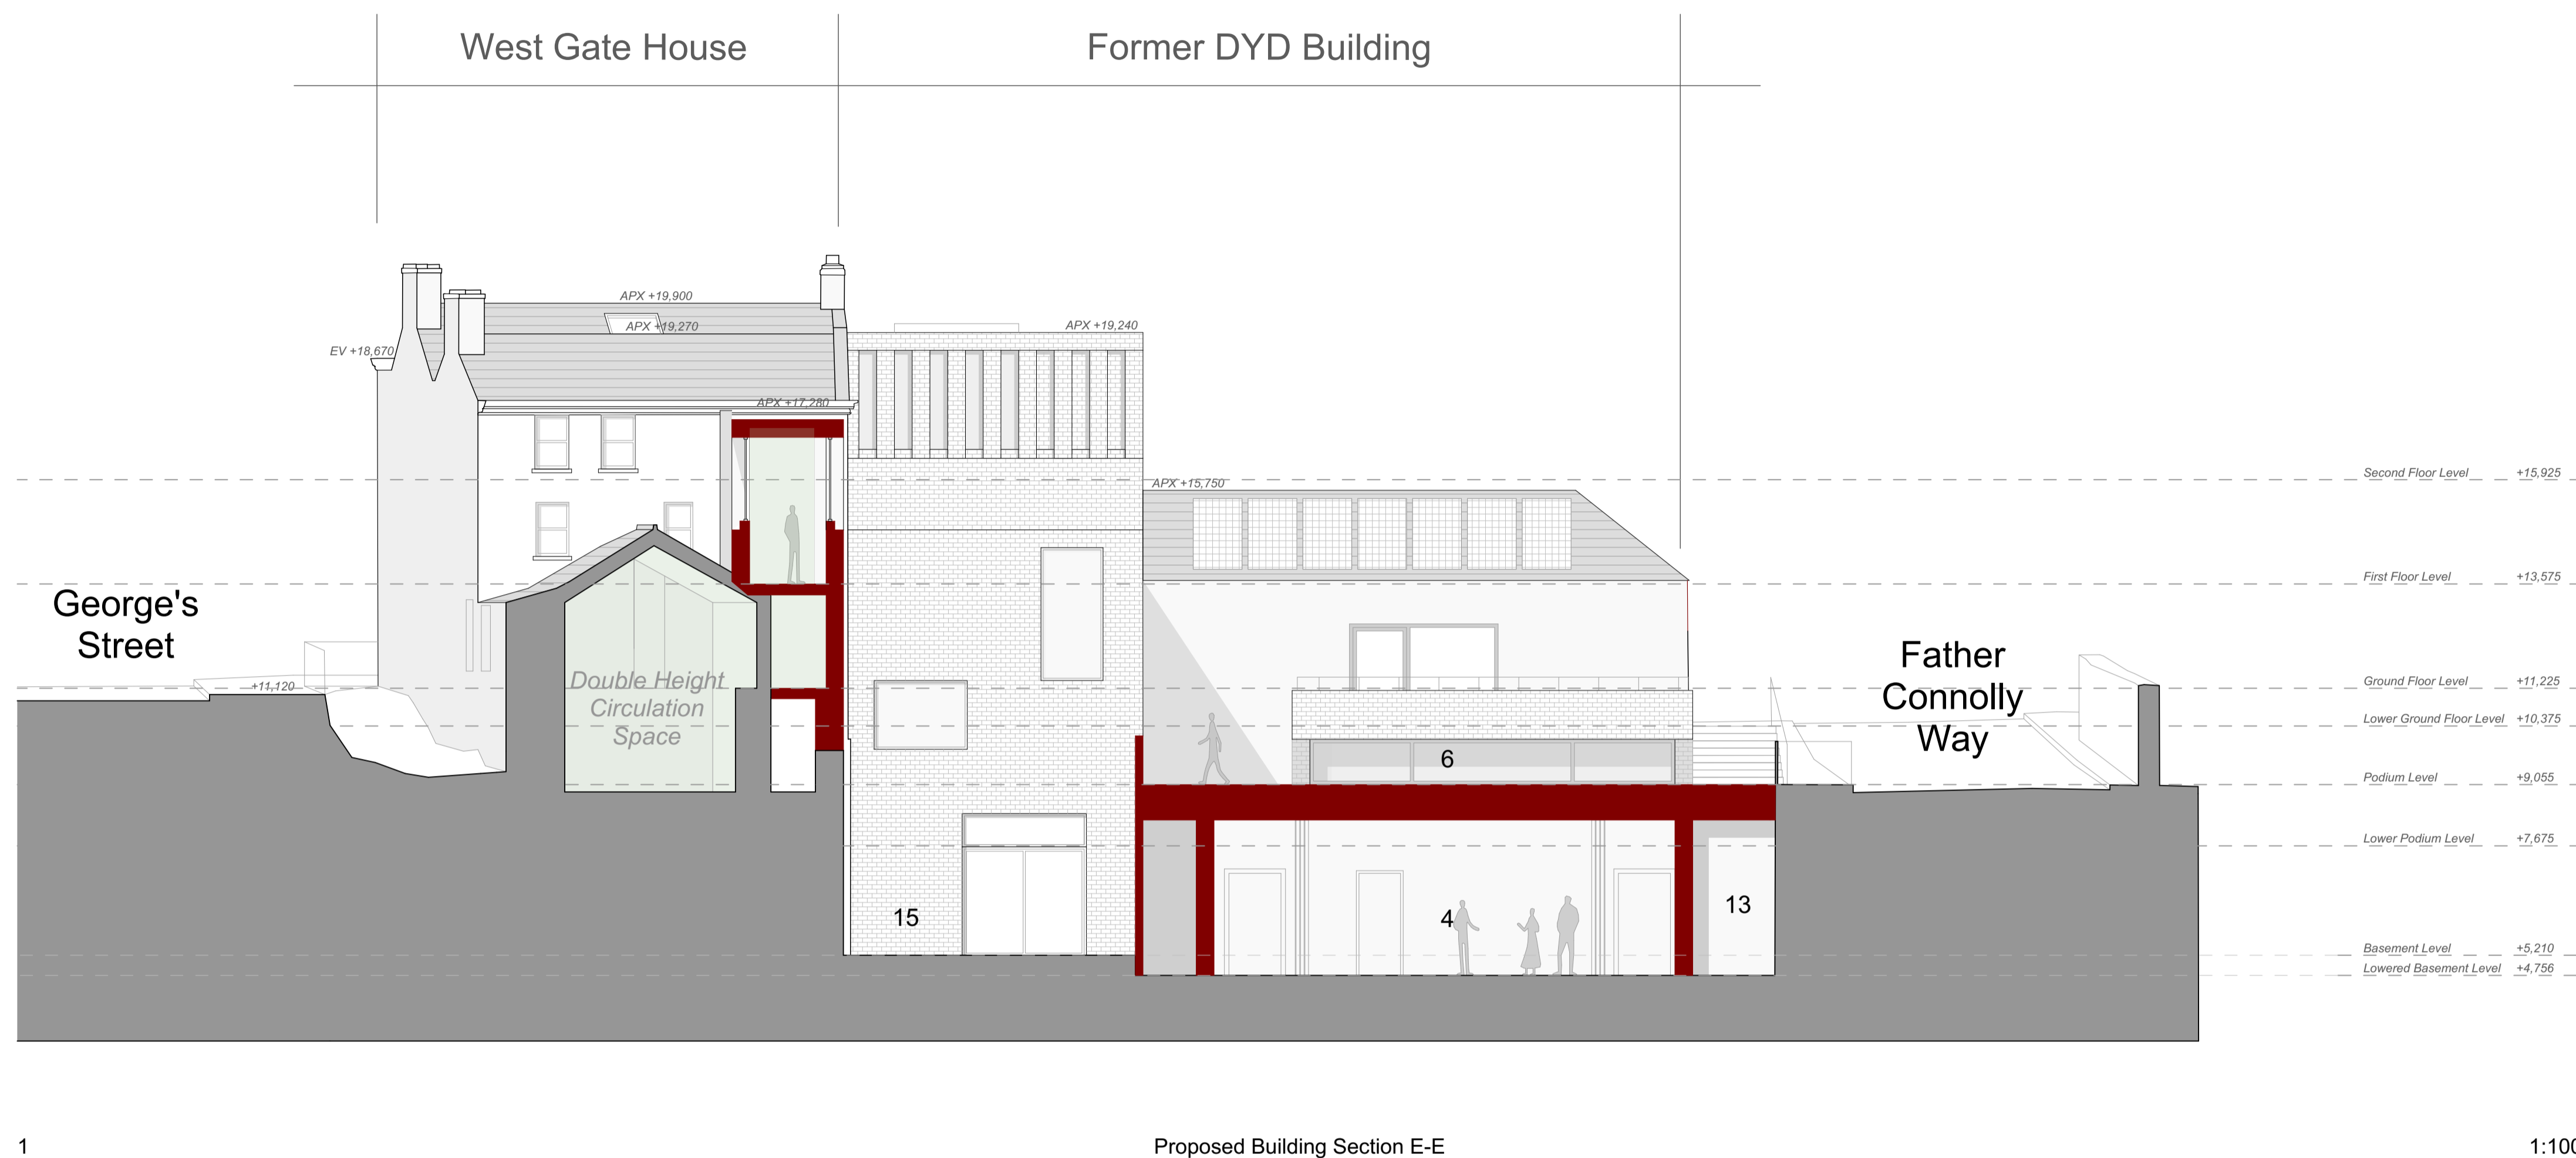 West Gate House
Former DYD Building
APX +19,900
APX +19,270
APX +19,240
EV +18,670
APX +17,280
APX +15,750
Second Floor Level +15,925
First Floor Level +13,575
George's
Street
Father
Connolly
Way
+11,120
Double Height
Circulation
Space
Ground Floor Level +11,225
Lower Ground Floor Level +10,375
6
Podium Level +9,055
Lower Podium Level +7,675
15
4
13
Basement Level +5,210
Lowered Basement Level +4,756
1
Proposed Building Section E-E
1:100